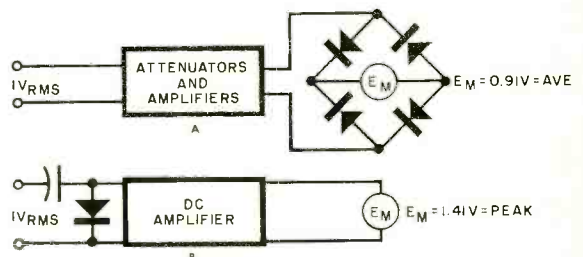 ATTENUATORS
AND
AMPLIFIERS
1V RMS
E M
E M = 0.91V = AVE
A
1V RMS
DC
AMPLIFIER
E M
E M = 1.41V = PEAK